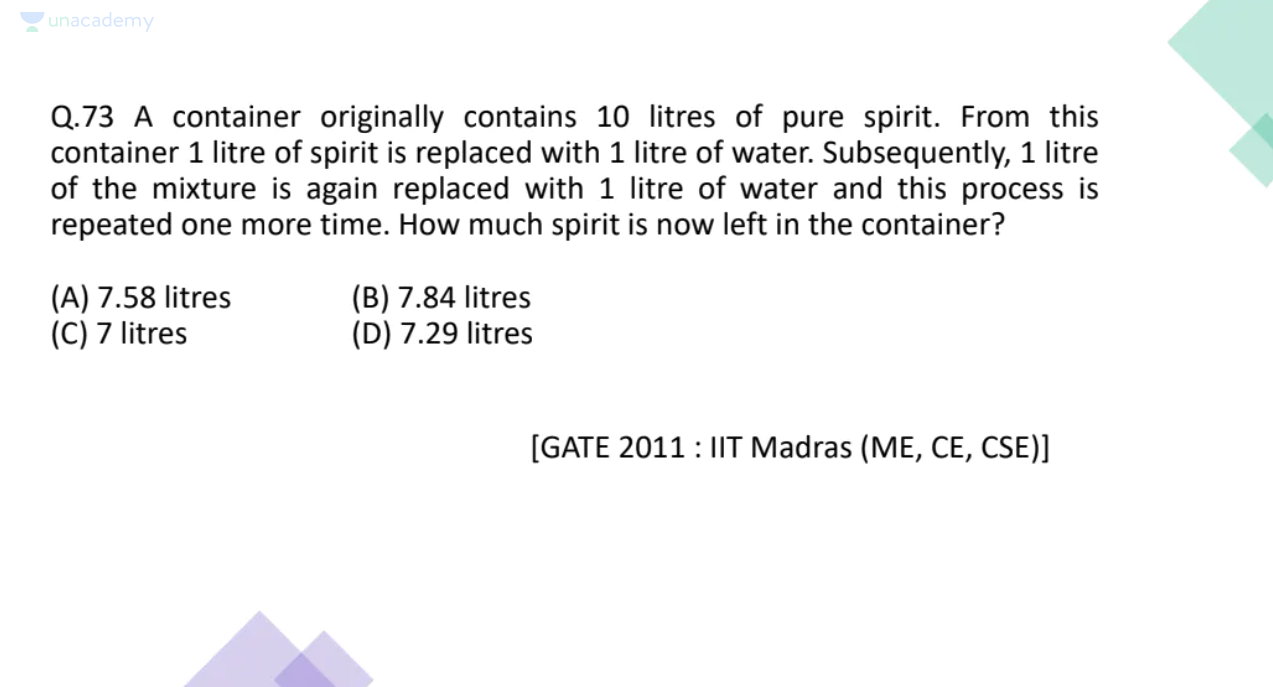 unacademy
Q.73 A container originally contains 10 litres of pure spirit. From this
container 1 litre of spirit is replaced with 1 litre of water. Subsequently, 1 litre
of the mixture is again replaced with 1 litre of water and this process is
repeated one more time. How much spirit is now left in the container?
(A) 7.58 litres (B) 7.84 litres
(C) 7 litres (D) 7.29 litres
[GATE 2011 : IIT Madras (ME, CE, CSE)]